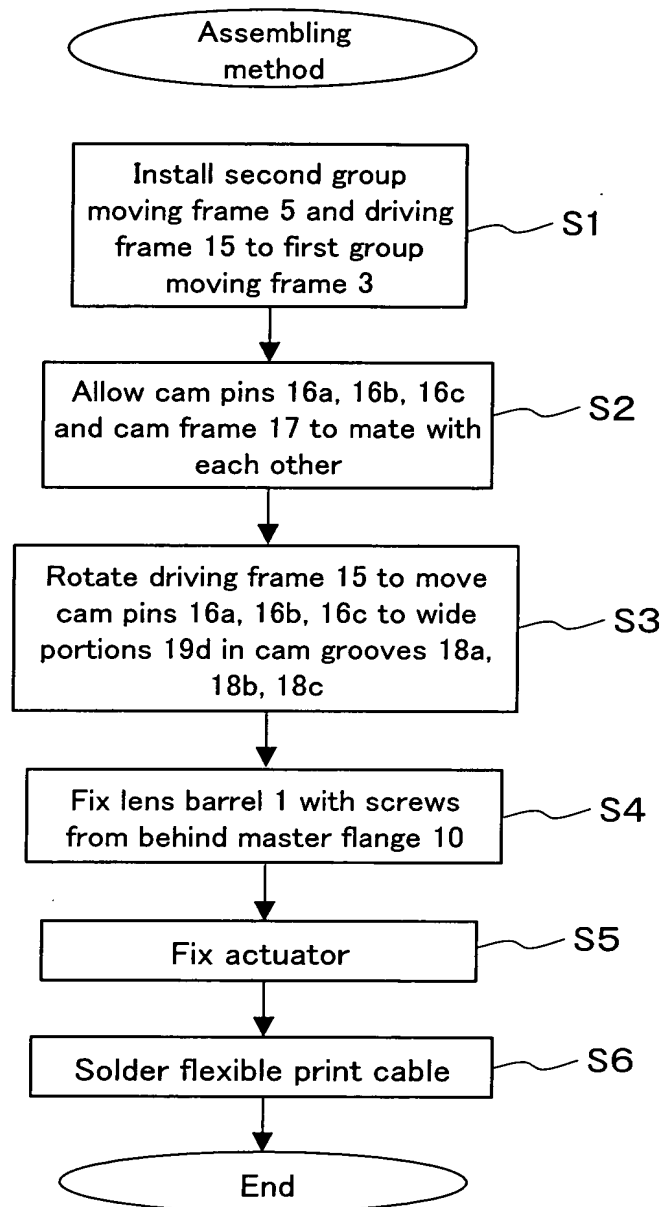 Assembling
method
Install second group
moving frame 5 and driving
frame 15 to first group
moving frame 3
S1
Allow cam pins 16a, 16b, 16c
and cam frame 17 to mate with
each other
S2
Rotate driving frame 15 to move
cam pins 16a, 16b, 16c to wide
portions 19d in cam grooves 18a,
18b, 18c
S3
Fix lens barrel 1 with screws
from behind master flange 10
S4
Fix actuator
S5
Solder flexible print cable
S6
End